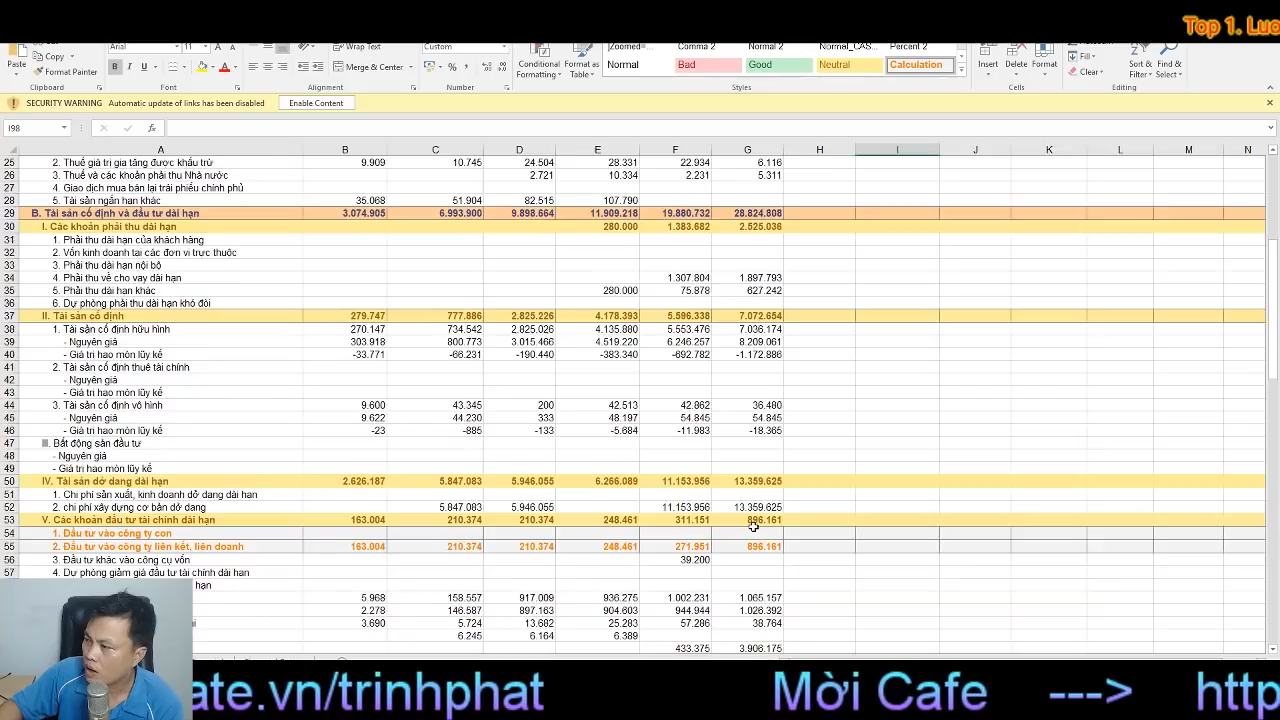 Top 1. Luo
Arial 11 Wrap Text Custom Zoomed=... Comma 2 Normal 2 Normal_CAS... Percent 2
Copy
Paste Format Painter B I U Merge & Center % Conditional Formatting Format as Table Normal Bad Good Neutral Calculation Insert Delete Format Fill Clear Sort & Filter Find & Select
Clipboard Font Alignment Number Styles Cells Editing
SECURITY WARNING Automatic update of links has been disabled Enable Content
I98 fx
A B C D E F G H I J K L M N
25 2. Thuế giá trị gia tăng được khấu trừ 9.909 10.745 24.504 28.331 22.934 6.116
26 3. Thuế và các khoản phải thu Nhà nước 2.721 10.334 2.231 5.311
27 4. Giao dịch mua bán lại trái phiếu chính phủ
28 5. Tài sản ngắn hạn khác 35.068 51.904 82.515 107.790
29 B. Tài sản cố định và đầu tư dài hạn 3.074.905 6.993.900 9.898.664 11.909.218 19.880.732 28.824.808
30 I. Các khoản phải thu dài hạn 280.000 1.383.682 2.525.036
31 1. Phải thu dài hạn của khách hàng
32 2. Vốn kinh doanh tại các đơn vị trực thuộc
33 3. Phải thu dài hạn nội bộ
34 4. Phải thu về cho vay dài hạn 1.307.804 1.897.793
35 5. Phải thu dài hạn khác 280.000 75.878 627.242
36 6. Dự phòng phải thu dài hạn khó đòi
37 II. Tài sản cố định 279.747 777.886 2.825.226 4.178.393 5.596.338 7.072.654
38 1. Tài sản cố định hữu hình 270.147 734.542 2.825.026 4.135.880 5.553.476 7.036.174
39 - Nguyên giá 303.918 800.773 3.015.466 4.519.220 6.246.257 8.209.061
40 - Giá trị hao mòn lũy kế -33.771 -66.231 -190.440 -383.340 -692.782 -1.172.886
41 2. Tài sản cố định thuê tài chính
42 - Nguyên giá
43 - Giá trị hao mòn lũy kế
44 3. Tài sản cố định vô hình 9.600 43.345 200 42.513 42.862 36.480
45 - Nguyên giá 9.622 44.230 333 48.197 54.845 54.845
46 - Giá trị hao mòn lũy kế -23 -885 -133 -5.684 -11.983 -18.365
47 III. Bất động sản đầu tư
48 - Nguyên giá
49 - Giá trị hao mòn lũy kế
50 IV. Tài sản dở dang dài hạn 2.626.187 5.847.083 5.946.055 6.266.089 11.153.956 13.359.625
51 1. Chi phí sản xuất, kinh doanh dở dang dài hạn
52 2. chi phí xây dựng cơ bản dở dang 5.847.083 5.946.055 11.153.956 13.359.625
53 V. Các khoản đầu tư tài chính dài hạn 163.004 210.374 210.374 248.461 311.151 896.161
54 1. Đầu tư vào công ty con
55 2. Đầu tư vào công ty liên kết, liên doanh 163.004 210.374 210.374 248.461 271.951 896.161
56 3. Đầu tư khác vào công cụ vốn 39.200
57 4. Dự phòng giảm giá đầu tư tài chính dài hạn
hạn
5.968 158.557 917.009 936.275 1.002.231 1.065.157
2.278 146.587 897.163 904.603 944.944 1.026.392
3.690 5.724 13.682 25.283 57.286 38.764
6.245 6.164 6.389
433.375 3.906.175
ate.vn/trinhphat Mời Cafe ---> http